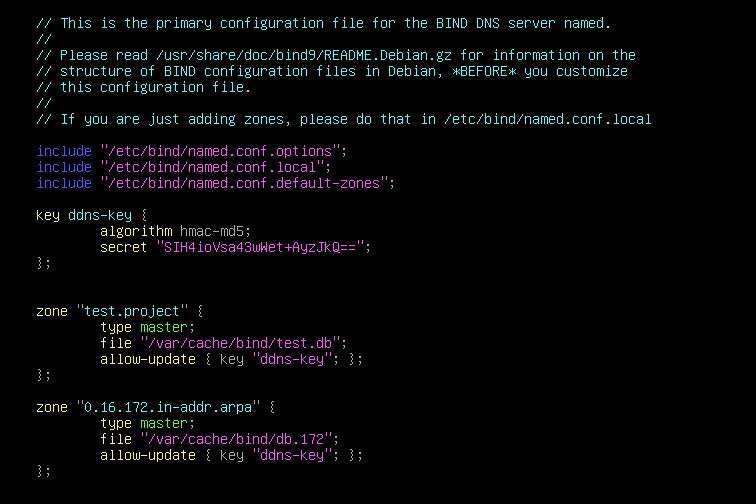 // This is the primary configuration file for the BIND DNS server named.
//
// Please read /usr/share/doc/bind9/README.Debian.gz for information on the
// structure of BIND configuration files in Debian, *BEFORE* you customize
// this configuration file.
//
// If you are just adding zones, please do that in /etc/bind/named.conf.local
include "/etc/bind/named.conf.options";
include "/etc/bind/named.conf.local";
include "/etc/bind/named.conf.default-zones";
key ddns-key {
algorithm hmac-md5;
secret "SIH4ioVsa43wWet+AyzJkQ==";
};
zone "test.project" {
type master;
file "/var/cache/bind/test.db";
allow-update { key "ddns-key"; };
};
zone "0.16.172.in-addr.arpa" {
type master;
file "/var/cache/bind/db.172";
allow-update { key "ddns-key"; };
};